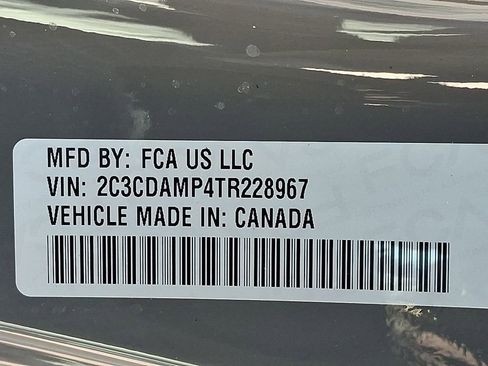 MFD BY: FCA US LLC
VIN: 2C3CDAMP4TR228967
VEHICLE MADE IN: CANADA